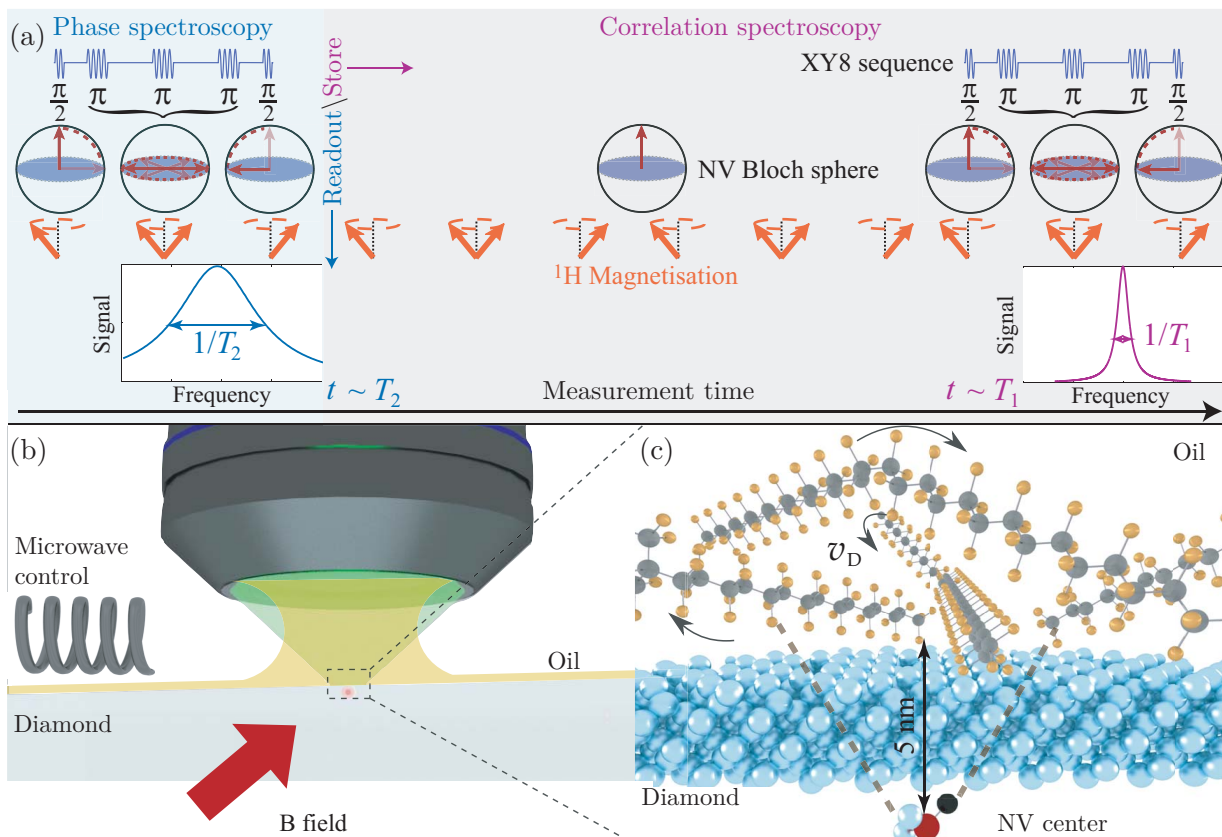 (a)
Phase spectroscopy
Correlation spectroscopy
XY8 sequence
π/2 π π π π/2
π/2 π π π π/2
Readout / Store
NV Bloch sphere
¹H Magnetisation
Signal
1/T₂
Frequency
t ~ T₂
Measurement time
t ~ T₁
Signal
1/T₁
Frequency
(b)
Microwave
control
Oil
Diamond
B field
(c)
Oil
v_D
5 nm
Diamond
NV center